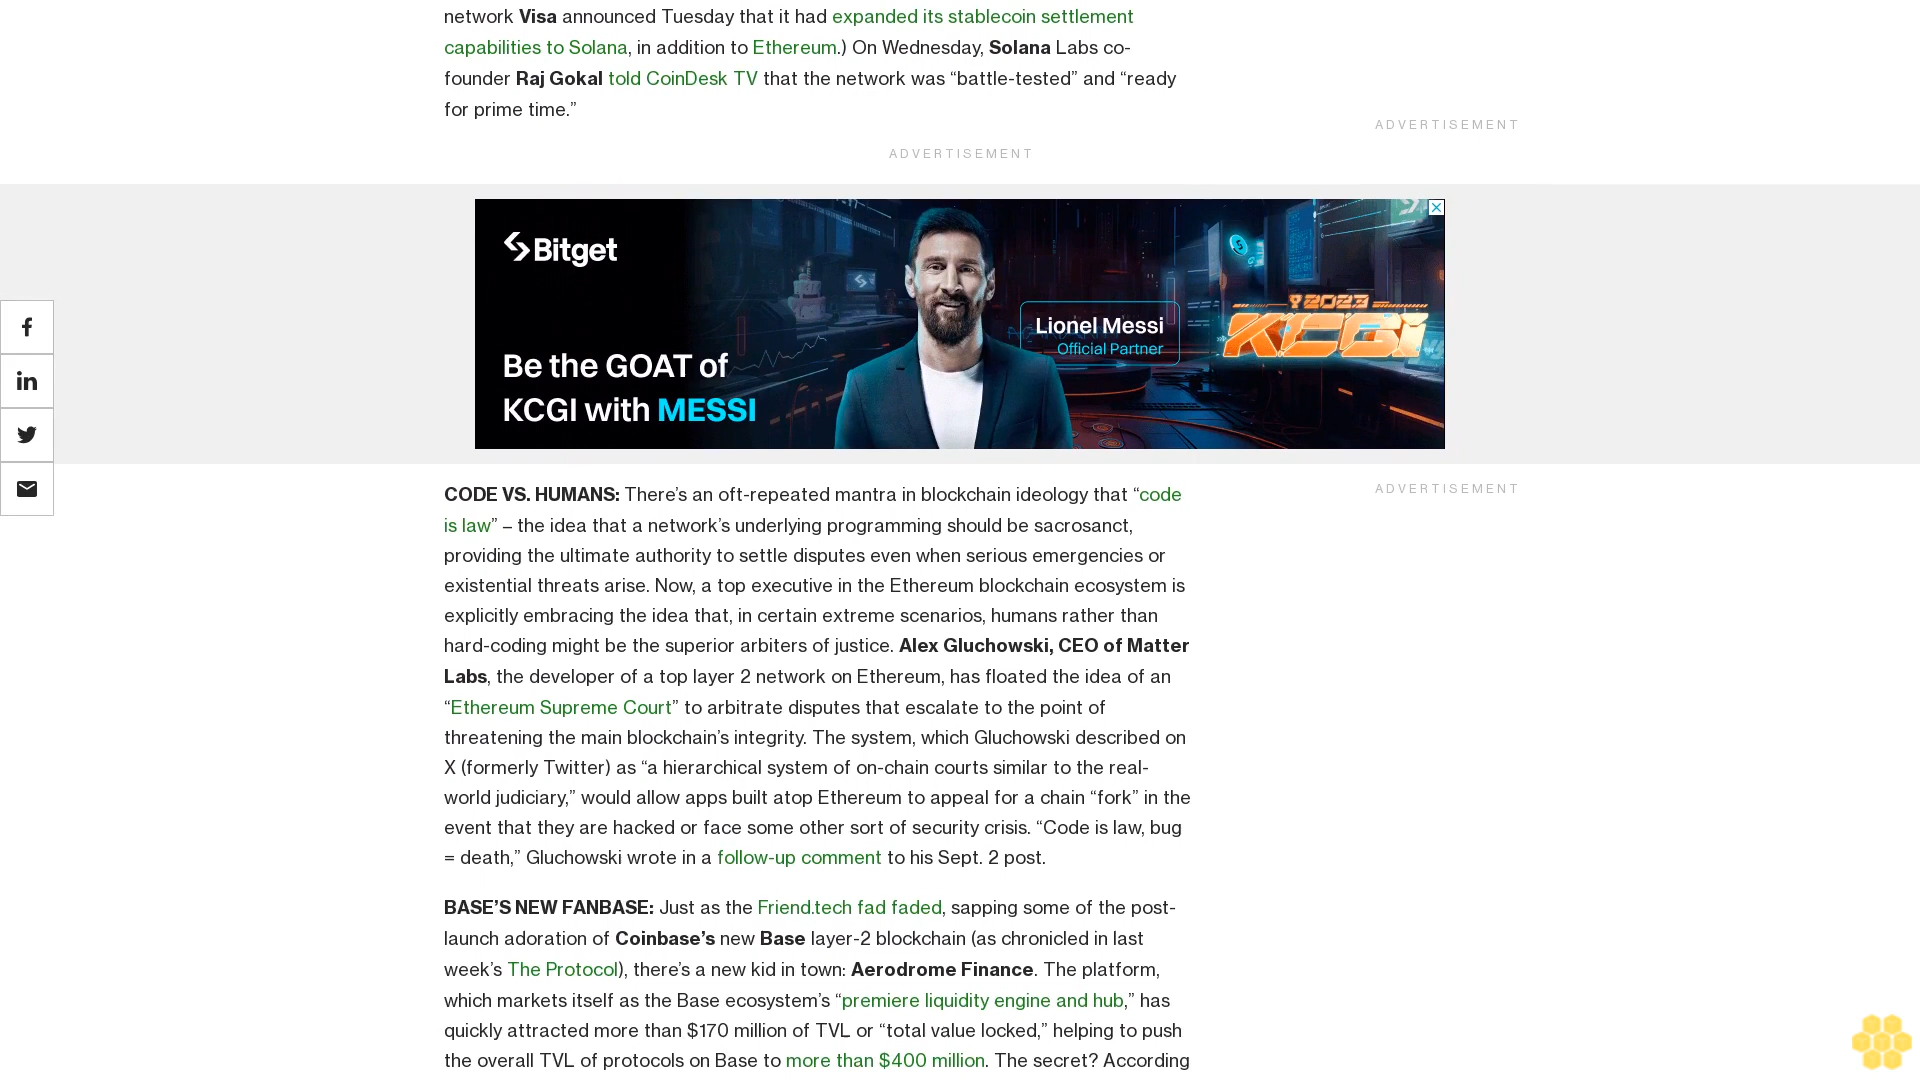 network Visa announced Tuesday that it had expanded its stablecoin settlement
capabilities to Solana, in addition to Ethereum.) On Wednesday, Solana Labs co-
founder Raj Gokal told CoinDesk TV that the network was “battle-tested” and “ready
for prime time.”
ADVERTISEMENT
ADVERTISEMENT
Bitget
Be the GOAT of
KCGI with MESSI
Lionel Messi
Official Partner
2023
KCGI
CODE VS. HUMANS: There’s an oft-repeated mantra in blockchain ideology that “code
is law” – the idea that a network’s underlying programming should be sacrosanct,
providing the ultimate authority to settle disputes even when serious emergencies or
existential threats arise. Now, a top executive in the Ethereum blockchain ecosystem is
explicitly embracing the idea that, in certain extreme scenarios, humans rather than
hard-coding might be the superior arbiters of justice. Alex Gluchowski, CEO of Matter
Labs, the developer of a top layer 2 network on Ethereum, has floated the idea of an
“Ethereum Supreme Court” to arbitrate disputes that escalate to the point of
threatening the main blockchain’s integrity. The system, which Gluchowski described on
X (formerly Twitter) as “a hierarchical system of on-chain courts similar to the real-
world judiciary,” would allow apps built atop Ethereum to appeal for a chain “fork” in the
event that they are hacked or face some other sort of security crisis. “Code is law, bug
= death,” Gluchowski wrote in a follow-up comment to his Sept. 2 post.
ADVERTISEMENT
BASE’S NEW FANBASE: Just as the Friend.tech fad faded, sapping some of the post-
launch adoration of Coinbase’s new Base layer-2 blockchain (as chronicled in last
week’s The Protocol), there’s a new kid in town: Aerodrome Finance. The platform,
which markets itself as the Base ecosystem’s “premiere liquidity engine and hub,” has
quickly attracted more than $170 million of TVL or “total value locked,” helping to push
the overall TVL of protocols on Base to more than $400 million. The secret? According